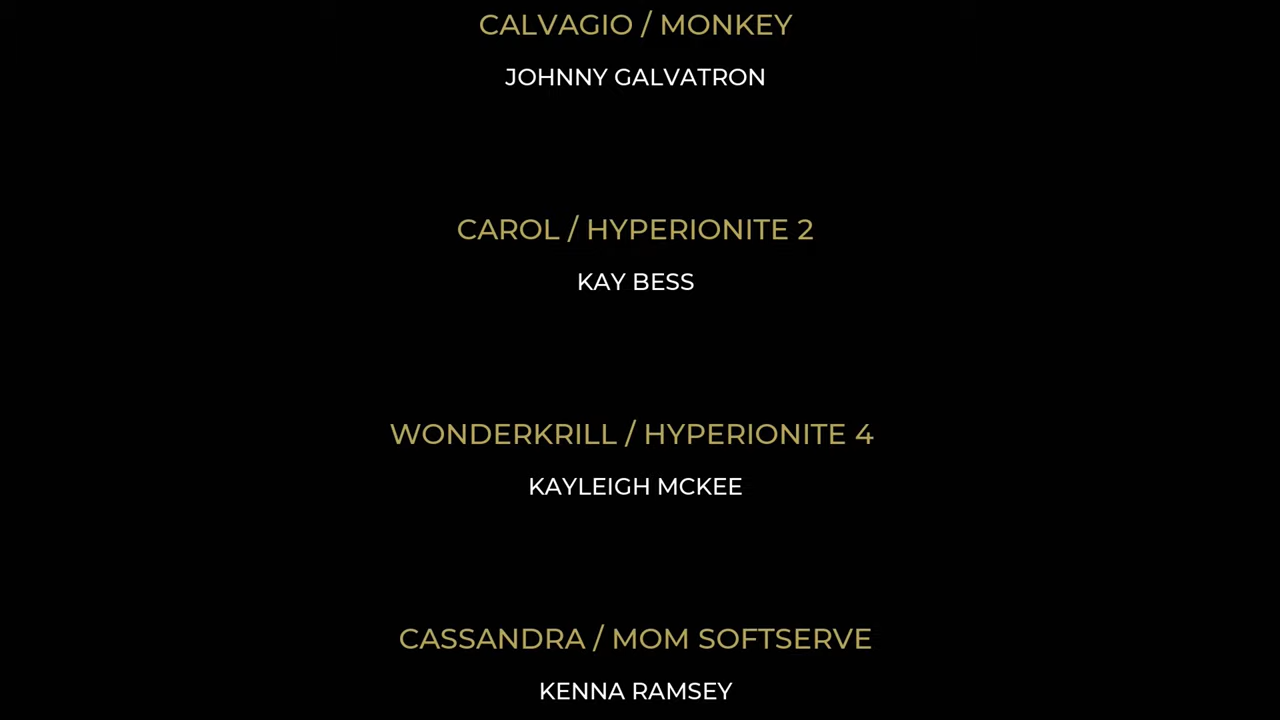 CALVAGIO / MONKEY
JOHNNY GALVATRON
CAROL / HYPERIONITE 2
KAY BESS
WONDERKRILL / HYPERIONITE 4
KAYLEIGH MCKEE
CASSANDRA / MOM SOFTSERVE
KENNA RAMSEY